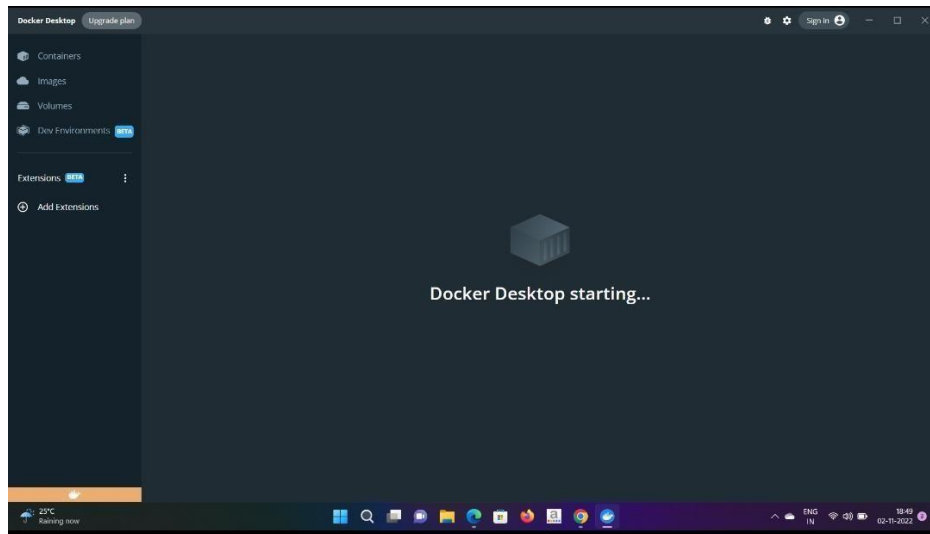 Docker Desktop Upgrade plan
Sign in
Containers
Images
Volumes
Dev Environments BETA
Extensions BETA
Add Extensions
Docker Desktop starting...
25°C
Raining now
ENG
IN
18:49
02-11-2022